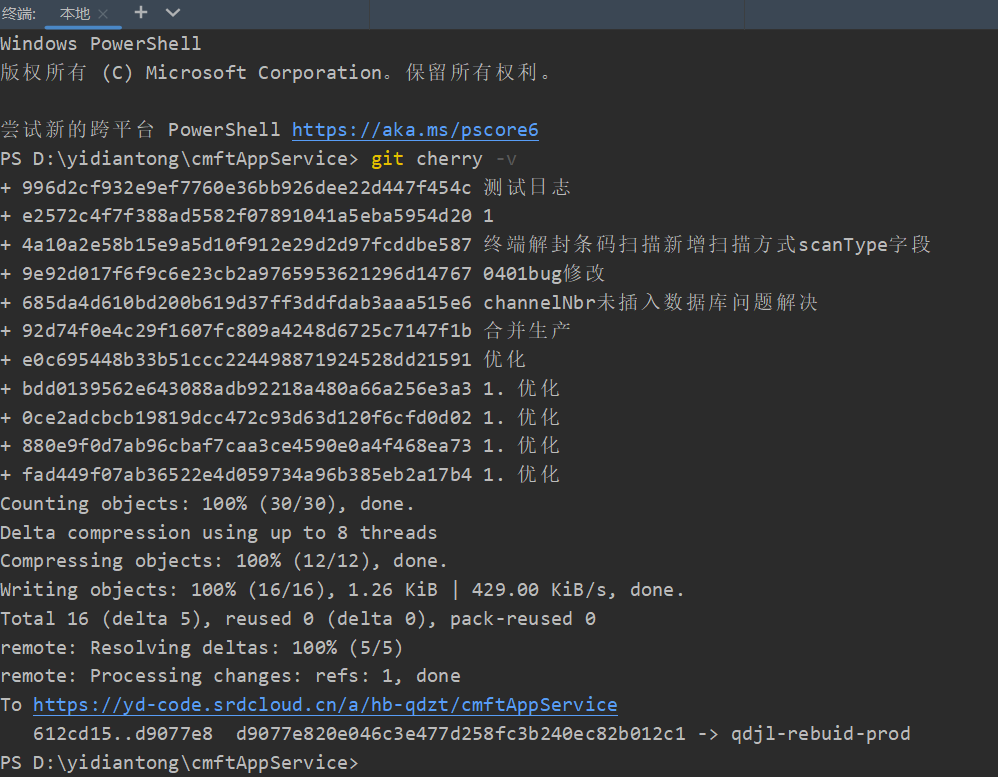 终端: 本地
Windows PowerShell
版权所有 (C) Microsoft Corporation。保留所有权利。
尝试新的跨平台 PowerShell https://aka.ms/pscore6
PS D:\yidiantong\cmftAppService> git cherry -v
+ 996d2cf932e9ef7760e36bb926dee22d447f454c 测试日志
+ e2572c4f7f388ad5582f07891041a5eba5954d20 1
+ 4a10a2e58b15e9a5d10f912e29d2d97fcddbe587 终端解封条码扫描新增扫描方式scanType字段
+ 9e92d017f6f9c6e23cb2a9765953621296d14767 0401bug修改
+ 685da4d610bd200b619d37ff3ddfdab3aaa515e6 channelNbr未插入数据库问题解决
+ 92d74f0e4c29f1607fc809a4248d6725c7147f1b 合并生产
+ e0c695448b33b51ccc224498871924528dd21591 优化
+ bdd0139562e643088adb92218a480a66a256e3a3 1. 优化
+ 0ce2adcbcb19819dcc472c93d63d120f6cfd0d02 1. 优化
+ 880e9f0d7ab96cbaf7caa3ce4590e0a4f468ea73 1. 优化
+ fad449f07ab36522e4d059734a96b385eb2a17b4 1. 优化
Counting objects: 100% (30/30), done.
Delta compression using up to 8 threads
Compressing objects: 100% (12/12), done.
Writing objects: 100% (16/16), 1.26 KiB | 429.00 KiB/s, done.
Total 16 (delta 5), reused 0 (delta 0), pack-reused 0
remote: Resolving deltas: 100% (5/5)
remote: Processing changes: refs: 1, done
To https://yd-code.srdcloud.cn/a/hb-qdzt/cmftAppService
612cd15..d9077e8 d9077e820e046c3e477d258fc3b240ec82b012c1 -> qdjl-rebuid-prod
PS D:\yidiantong\cmftAppService>